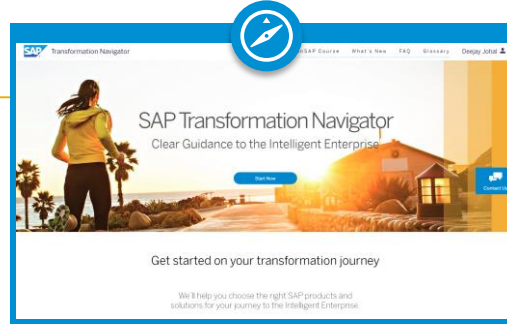 SAP Transformation Navigator
SAP Course What's New FAQ Glossary Deejay Johal
SAP Transformation Navigator
Clear Guidance to the Intelligent Enterprise
Start Now
Contact Us
Get started on your transformation journey
We'll help you choose the right SAP products and
solutions for your journey to the Intelligent Enterprise.